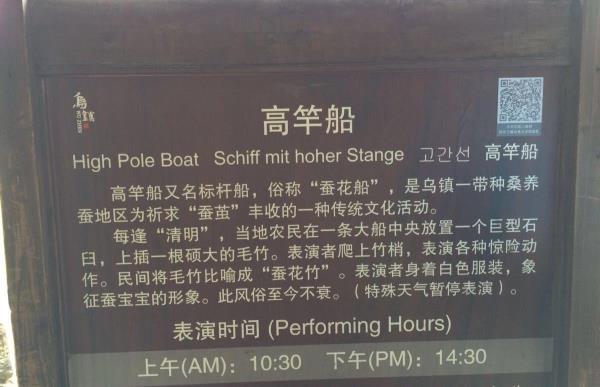 高竿船
High Pole Boat Schiff mit hoher Stange 고간선 高竿船
高竿船又名标杆船，俗称“蚕花船”，是乌镇一带种桑养
蚕地区为祈求“蚕茧”丰收的一种传统文化活动。
每逢“清明”，当地农民在一条大船中央放置一个巨型石
臼，上插一根硕大的毛竹。表演者爬上竹梢，表演各种惊险动
作。民间将毛竹比喻成“蚕花竹”。表演者身着白色服装，象
征蚕宝宝的形象。此风俗至今不衰。（特殊天气暂停表演）。
表演时间 (Performing Hours)
上午(AM)：10:30 下午(PM)：14:30